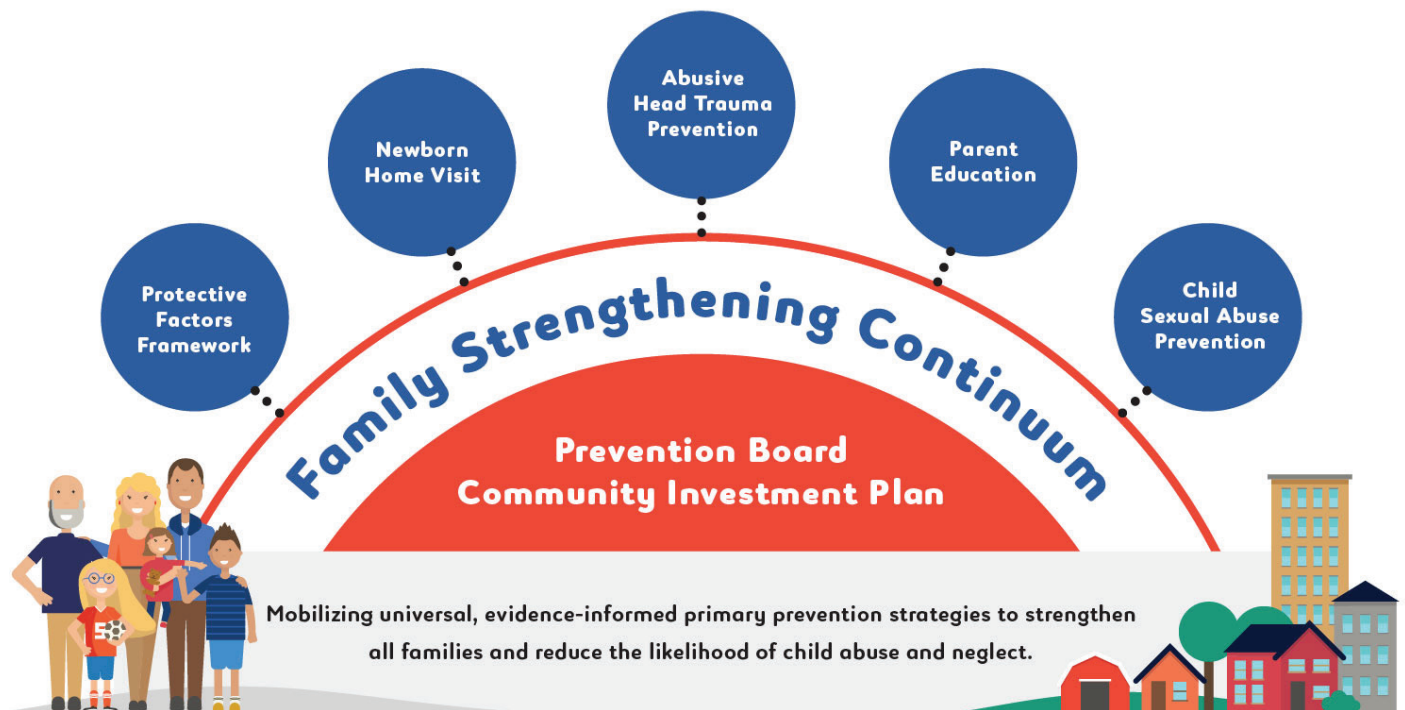 Protective
Factors
Framework
Newborn
Home Visit
Abusive
Head Trauma
Prevention
Parent
Education
Child
Sexual Abuse
Prevention
Family Strengthening Continuum
Prevention Board
Community Investment Plan
Mobilizing universal, evidence-informed primary prevention strategies to strengthen
all families and reduce the likelihood of child abuse and neglect.
5